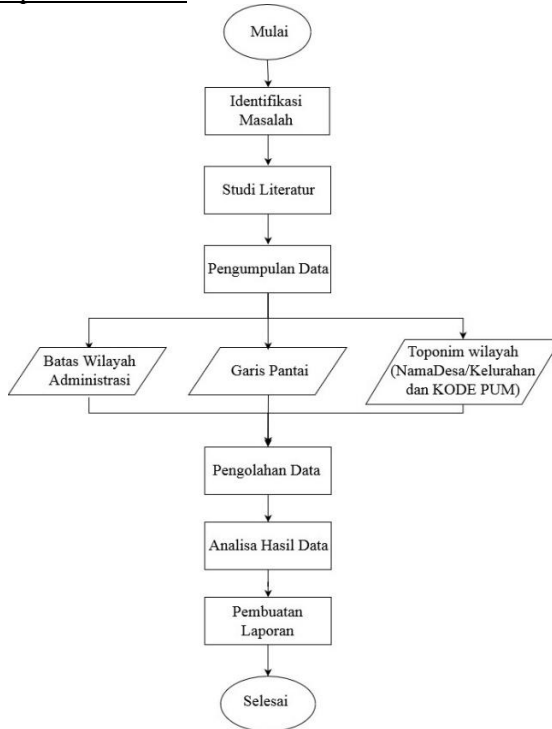 Mulai
Identifikasi
Masalah
Studi Literatur
Pengumpulan Data
Batas Wilayah
Administrasi
Garis Pantai
Toponim wilayah
(NamaDesa/Kelurahan
dan KODE PUM)
Pengolahan Data
Analisa Hasil Data
Pembuatan
Laporan
Selesai